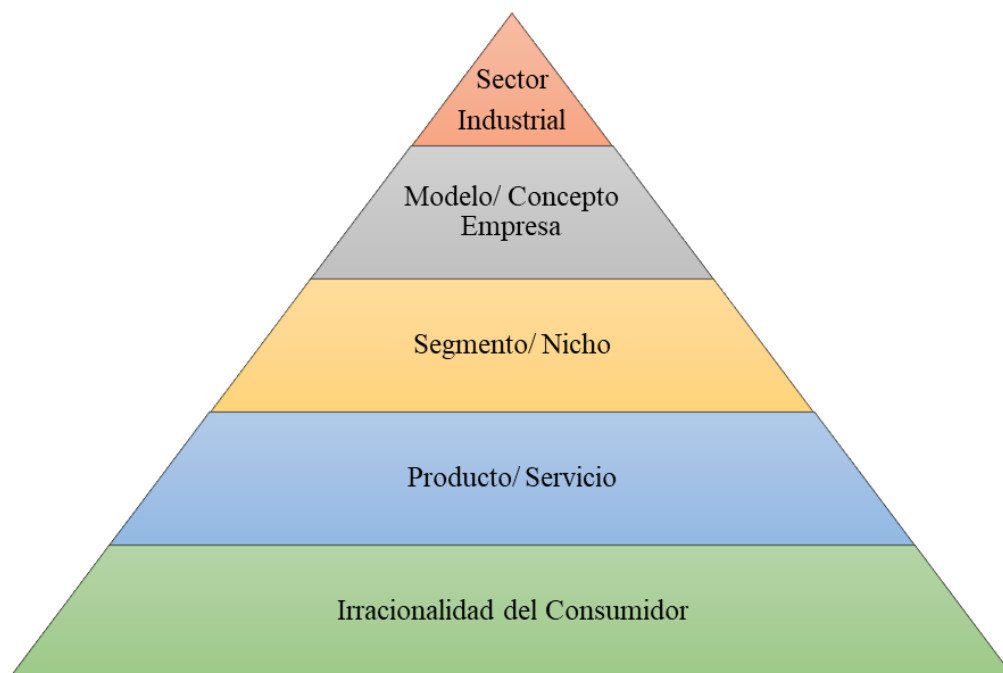 Sector
Industrial
Modelo/ Concepto
Empresa
Segmento/ Nicho
Producto/ Servicio
Irracionalidad del Consumidor